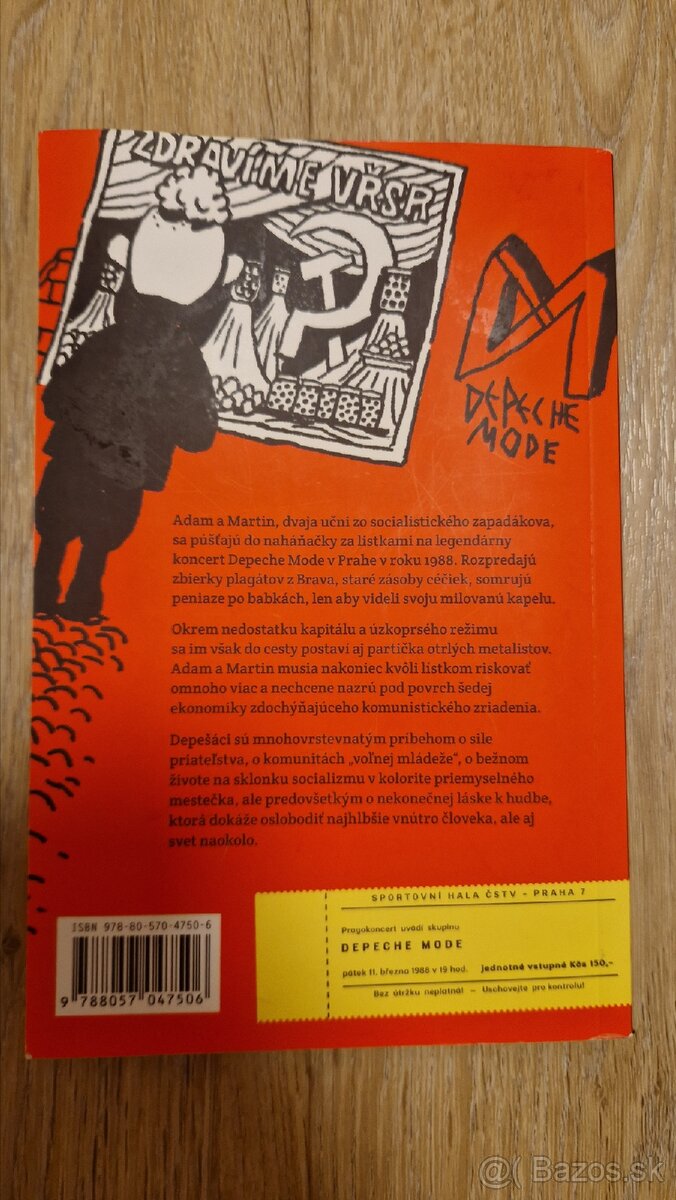 ZDRAVÍME VŘSR
DEPECHE
MODE
Adam a Martin, dvaja učni zo socialistického zapadákova,
sa púšťajú do naháňačky za lístkami na legendárny
koncert Depeche Mode v Prahe v roku 1988. Rozpredajú
zbierky plagátov z Brava, staré zásoby céčiek, somrujú
peniaze po babkách, len aby videli svoju milovanú kapelu.
Okrem nedostatku kapitálu a úzkoprsého režimu
sa im však do cesty postaví aj partička otrlých metalistov.
Adam a Martin musia nakoniec kvôli lístkom riskovať
omnoho viac a nechcene nazrú pod povrch šedej
ekonomiky zdochýňajúceho komunistického zriadenia.
Depešáci sú mnohovrstevnatým príbehom o sile
priateľstva, o komunitách „voľnej mládeže“, o bežnom
živote na sklonku socializmu v kolorite priemyselného
mestečka, ale predovšetkým o nekonečnej láske k hudbe,
ktorá dokáže oslobodiť najhlbšie vnútro človeka, ale aj
svet naokolo.
ISBN 978-80-570-4750-6
9 788057 047506
SPORTOVNÍ HALA ČSTV - PRAHA 7
Pragokoncert uvádí skupinu
DEPECHE MODE
pátek 11. března 1988 v 19 hod. jednotné vstupné Kčs 150,-
Bez útržku neplatná! - Uschovejte pro kontrolu!
@( Bazos.sk